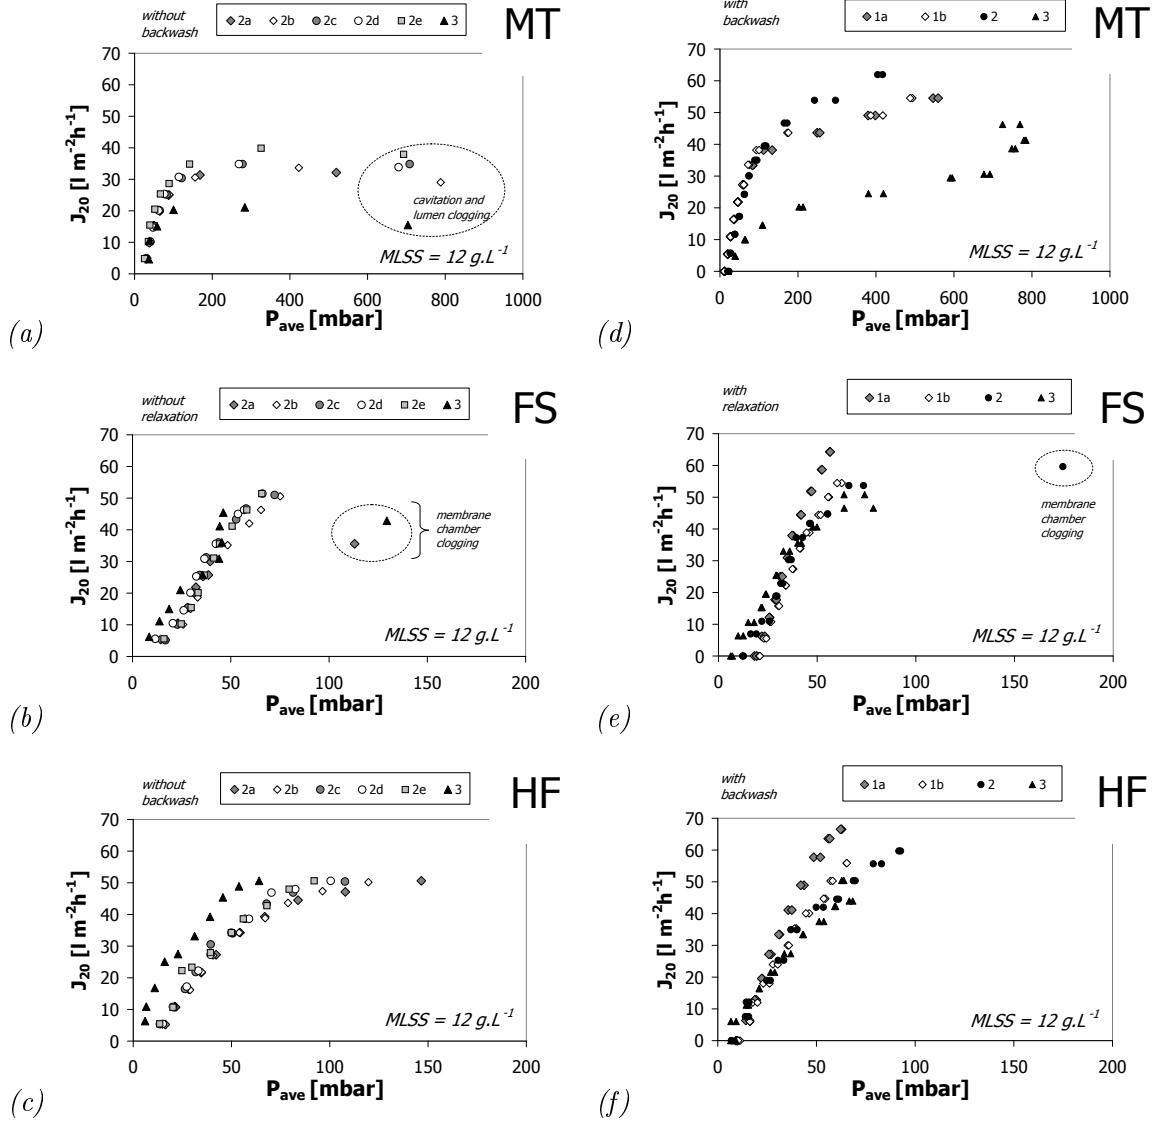 without
backwash
2a 2b 2c 2d 2e 3
MT
J20 [l m-2h-1]
70
60
50
40
30
20
10
0
cavitation and
lumen clogging
MLSS = 12 g.L-1
0 200 400 600 800 1000
Pave [mbar]
(a)
with
backwash
1a 1b 2 3
MT
J20 [l m-2h-1]
70
60
50
40
30
20
10
0
MLSS = 12 g.L-1
0 200 400 600 800 1000
Pave [mbar]
(d)
without
relaxation
2a 2b 2c 2d 2e 3
FS
J20 [l m-2h-1]
70
60
50
40
30
20
10
0
membrane
chamber
clogging
MLSS = 12 g.L-1
0 50 100 150 200
Pave [mbar]
(b)
with
relaxation
1a 1b 2 3
FS
J20 [l m-2h-1]
70
60
50
40
30
20
10
0
membrane
chamber
clogging
MLSS = 12 g.L-1
0 50 100 150 200
Pave [mbar]
(e)
without
backwash
2a 2b 2c 2d 2e 3
HF
J20 [l m-2h-1]
70
60
50
40
30
20
10
0
MLSS = 12 g.L-1
0 50 100 150 200
Pave [mbar]
(c)
with
backwash
1a 1b 2 3
HF
J20 [l m-2h-1]
70
60
50
40
30
20
10
0
MLSS = 12 g.L-1
0 50 100 150 200
Pave [mbar]
(f)